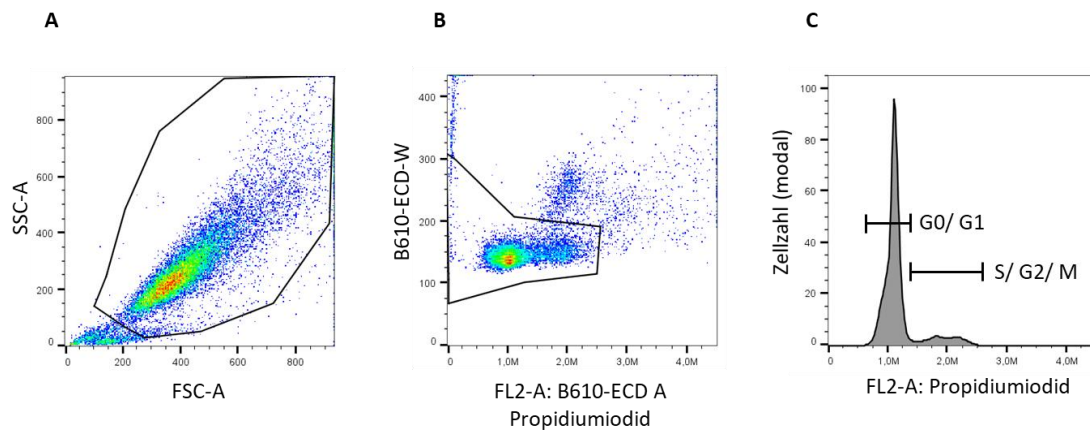 A
B
C
SSC-A
800
600
400
200
0
0
200
400
600
800
FSC-A
B610-ECD-W
400
300
200
100
0
0
1,0M
2,0M
3,0M
4,0M
FL2-A: B610-ECD A
Propidiumiodid
Zellzahl (modal)
100
80
60
40
20
0
G0/ G1
S/ G2/ M
0
1,0M
2,0M
3,0M
4,0M
FL2-A: Propidiumiodid